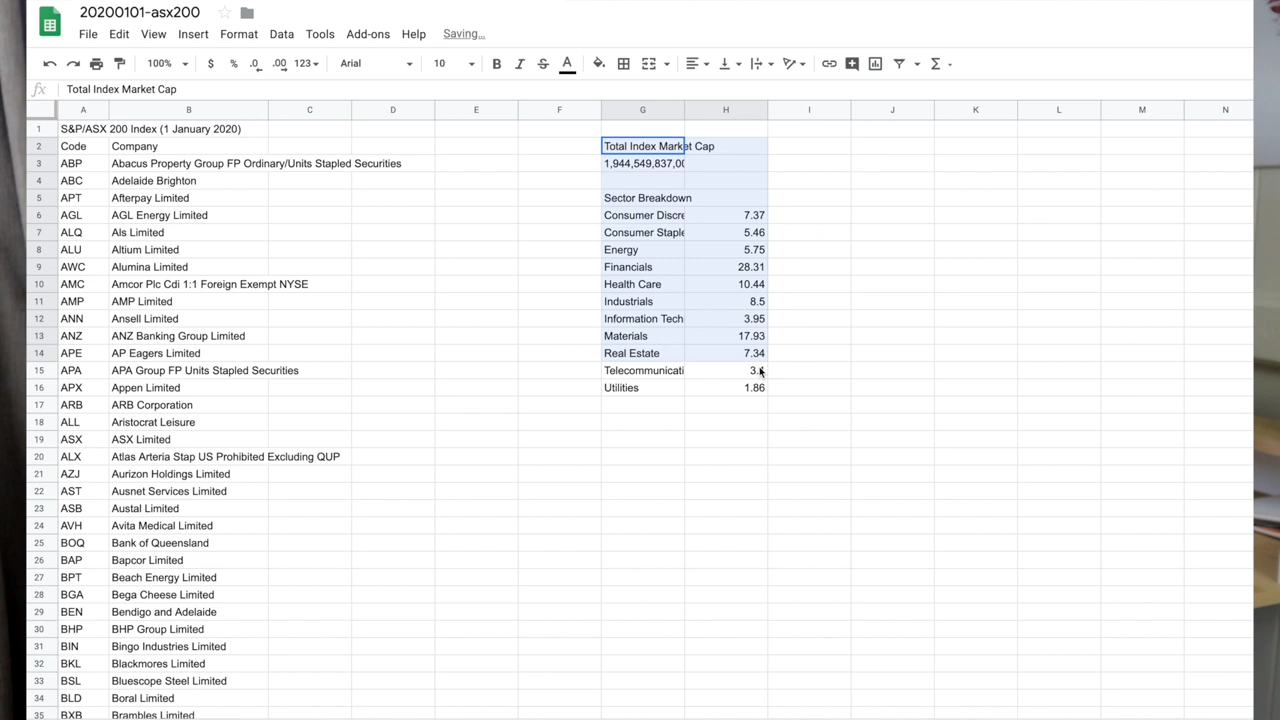 20200101-asx200
File Edit View Insert Format Data Tools Add-ons Help Saving...
100% $ % .0 .00 123 Arial 10 B I S A
fx Total Index Market Cap
A B C D E F G H I J K L M N
1 S&P/ASX 200 Index (1 January 2020)
2 Code Company Total Index Market Cap
3 ABP Abacus Property Group FP Ordinary/Units Stapled Securities 1,944,549,837,00
4 ABC Adelaide Brighton
5 APT Afterpay Limited Sector Breakdown
6 AGL AGL Energy Limited Consumer Discre 7.37
7 ALQ Als Limited Consumer Staple 5.46
8 ALU Altium Limited Energy 5.75
9 AWC Alumina Limited Financials 28.31
10 AMC Amcor Plc Cdi 1:1 Foreign Exempt NYSE Health Care 10.44
11 AMP AMP Limited Industrials 8.5
12 ANN Ansell Limited Information Tech 3.95
13 ANZ ANZ Banking Group Limited Materials 17.93
14 APE AP Eagers Limited Real Estate 7.34
15 APA APA Group FP Units Stapled Securities Telecommunicati
16 APX Appen Limited Utilities 1.86
17 ARB ARB Corporation
18 ALL Aristocrat Leisure
19 ASX ASX Limited
20 ALX Atlas Arteria Stap US Prohibited Excluding QUP
21 AZJ Aurizon Holdings Limited
22 AST Ausnet Services Limited
23 ASB Austal Limited
24 AVH Avita Medical Limited
25 BOQ Bank of Queensland
26 BAP Bapcor Limited
27 BPT Beach Energy Limited
28 BGA Bega Cheese Limited
29 BEN Bendigo and Adelaide
30 BHP BHP Group Limited
31 BIN Bingo Industries Limited
32 BKL Blackmores Limited
33 BSL Bluescope Steel Limited
34 BLD Boral Limited
35 BXB Brambles Limited